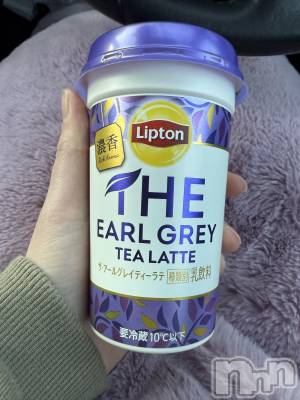 Lipton
濃香
Rich Aroma
THE
EARL GREY
TEA LATTE
ザ・アールグレイティーラテ 種類別 乳飲料
要冷蔵10℃以下